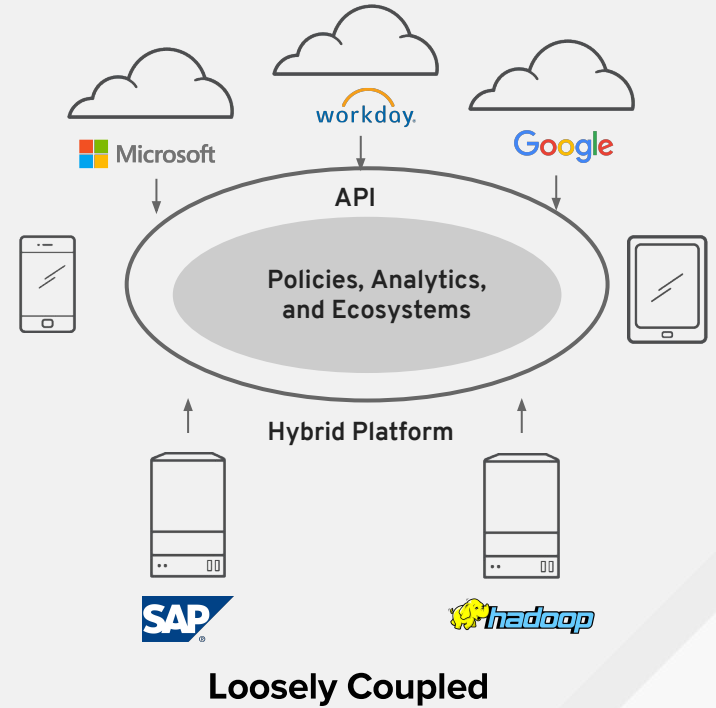 workday.
Microsoft
Google
API
Policies, Analytics,
and Ecosystems
Hybrid Platform
SAP
®
hadoop
Loosely Coupled